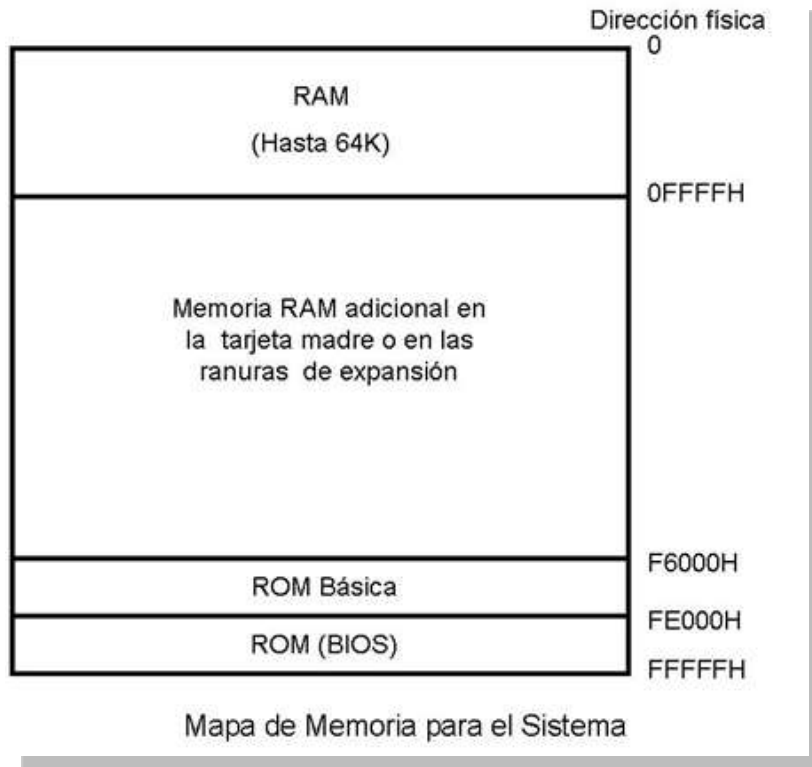 Dirección física
0
RAM
(Hasta 64K)
0FFFFH
Memoria RAM adicional en
la tarjeta madre o en las
ranuras de expansión
F6000H
ROM Básica
FE000H
ROM (BIOS)
FFFFFH
Mapa de Memoria para el Sistema